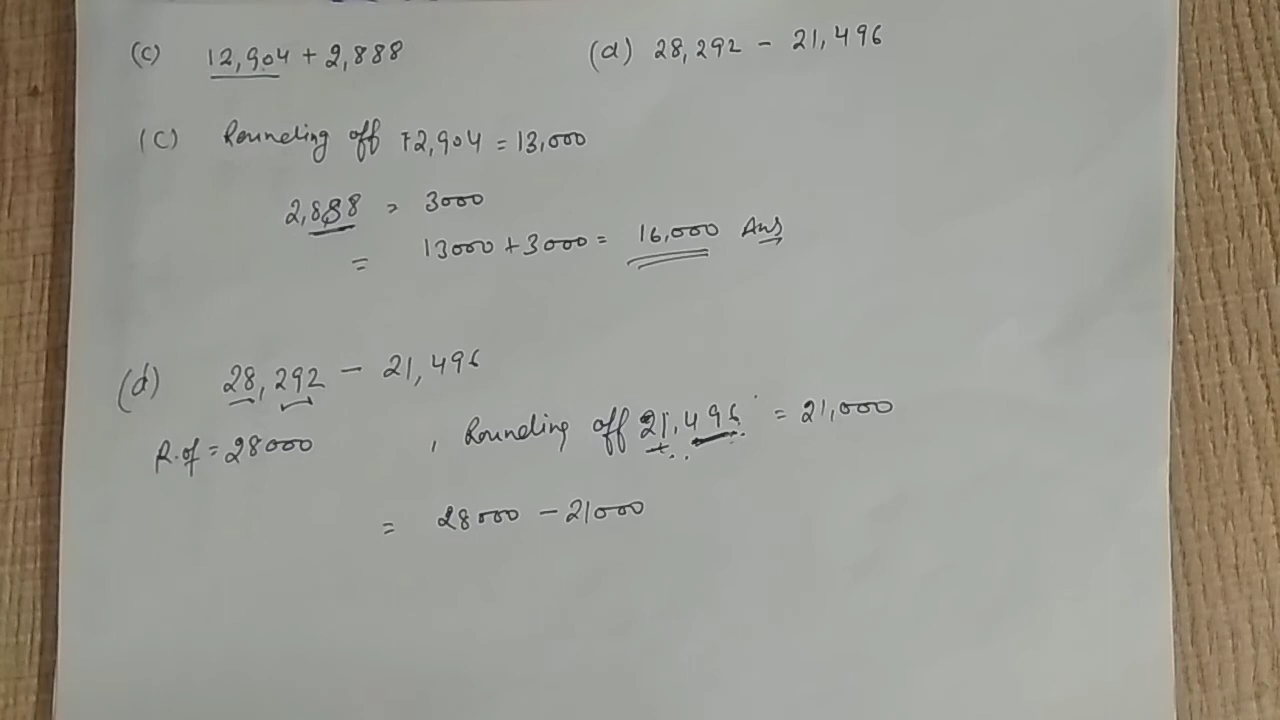 (c) 12,904 + 2,888 (d) 28,292 - 21,496
(C) Rounding off 12,904 = 13,000
2,888 = 3000
= 13000 + 3000 = 16,000 Ans
(d) 28,292 - 21,496
R.of = 28000 , Rounding off 21,496 = 21,000
= 28000 - 21000